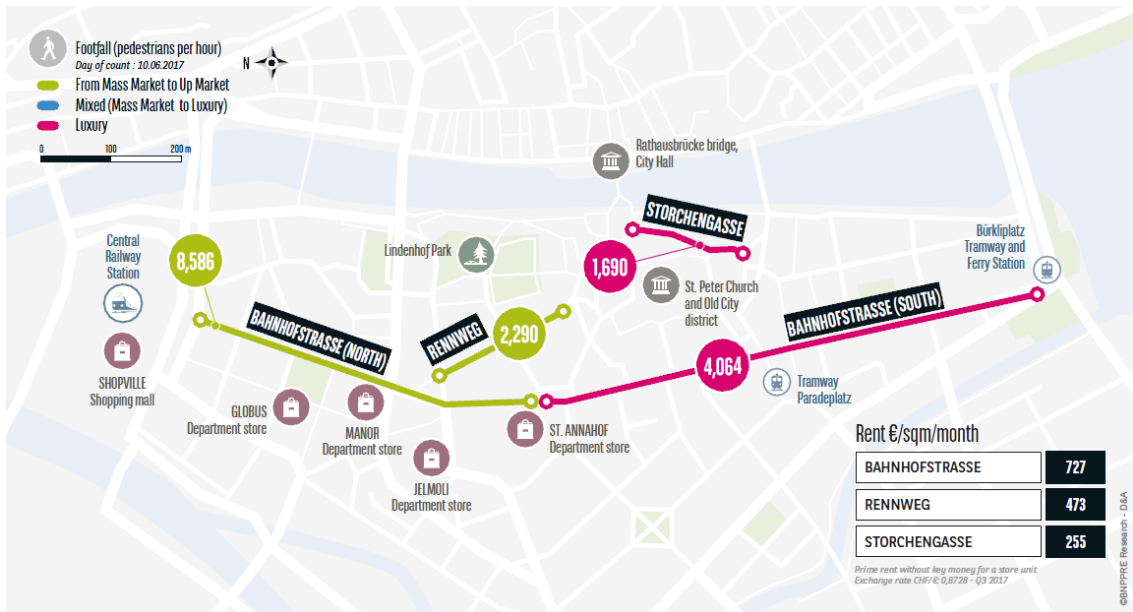 Footfall (pedestrians per hour)
Day of count : 10.06.2017
N
From Mass Market to Up Market
Mixed (Mass Market to Luxury)
Luxury
0 100 200 m
Rathausbrücke bridge,
City Hall
STORCHENGASSE
Central
Railway
Station
8,586
Lindenhof Park
1,690
Bürkliplatz
Tramway and
Ferry Station
St. Peter Church
and Old City
district
BAHNHOFSTRASSE (NORTH)
RENNWEG
2,290
BAHNHOFSTRASSE (SOUTH)
4,064
SHOPVILLE
Shopping mall
Tramway
Paradeplatz
GLOBUS
Department store
MANOR
Department store
ST. ANNAHOF
Department store
JELMOLI
Department store
Rent €/sqm/month
BAHNHOFSTRASSE 727
RENNWEG 473
STORCHENGASSE 255
Prime rent without key money for a store unit
Exchange rate CHF/€: 0,8728 - Q3 2017
©BNPPRE Research - D&A